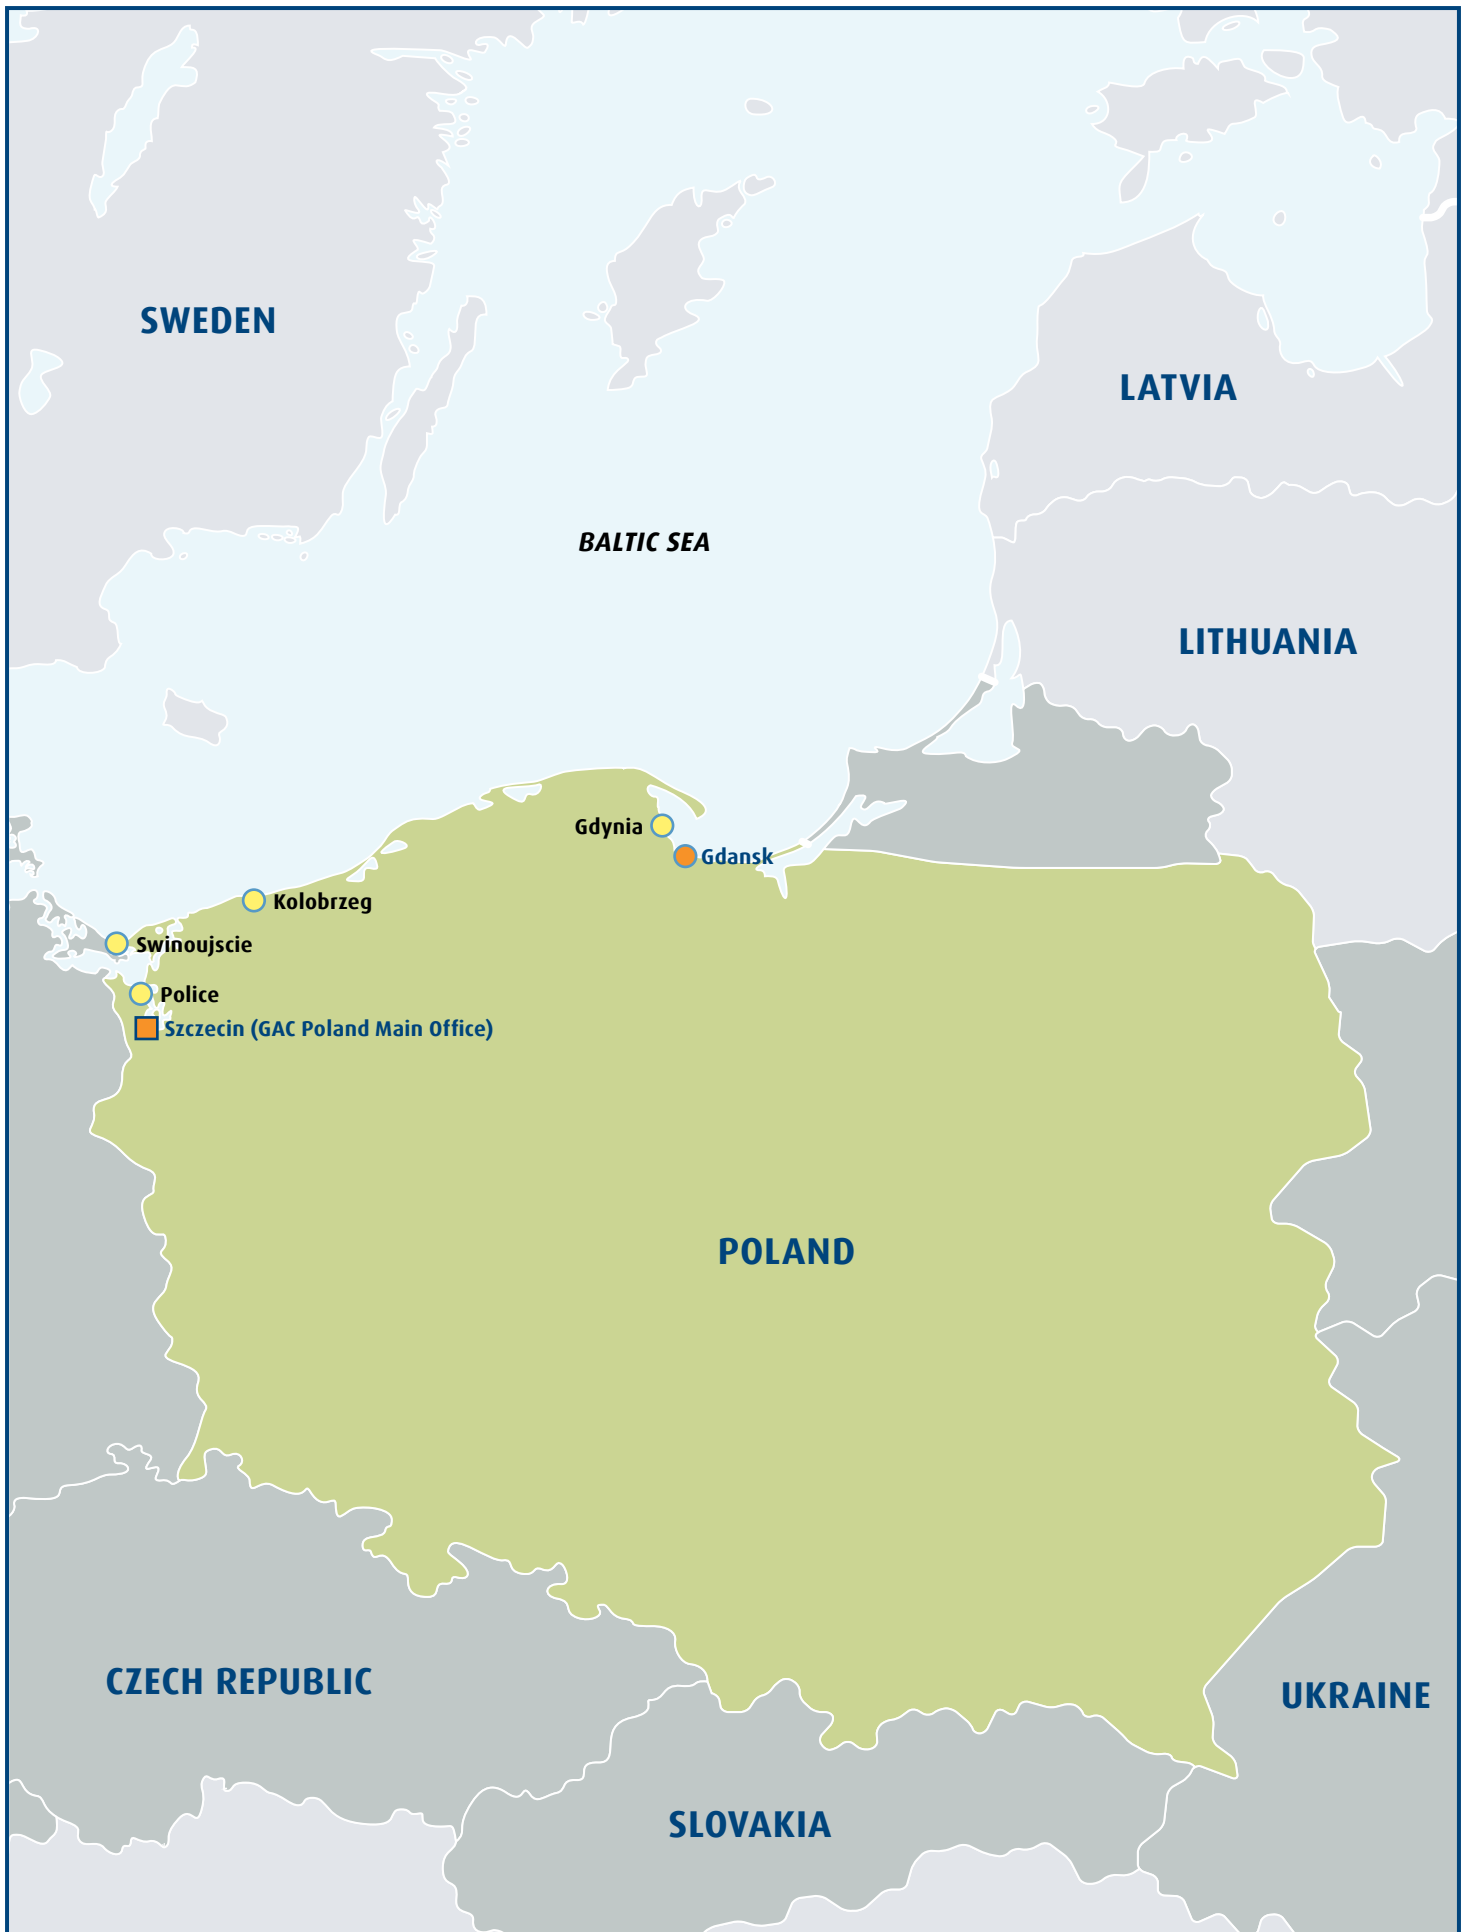 SWEDEN
LATVIA
BALTIC SEA
LITHUANIA
Gdynia
Gdansk
Kolobrzeg
Swinoujscie
Police
Szczecin (GAC Poland Main Office)
POLAND
CZECH REPUBLIC
UKRAINE
SLOVAKIA